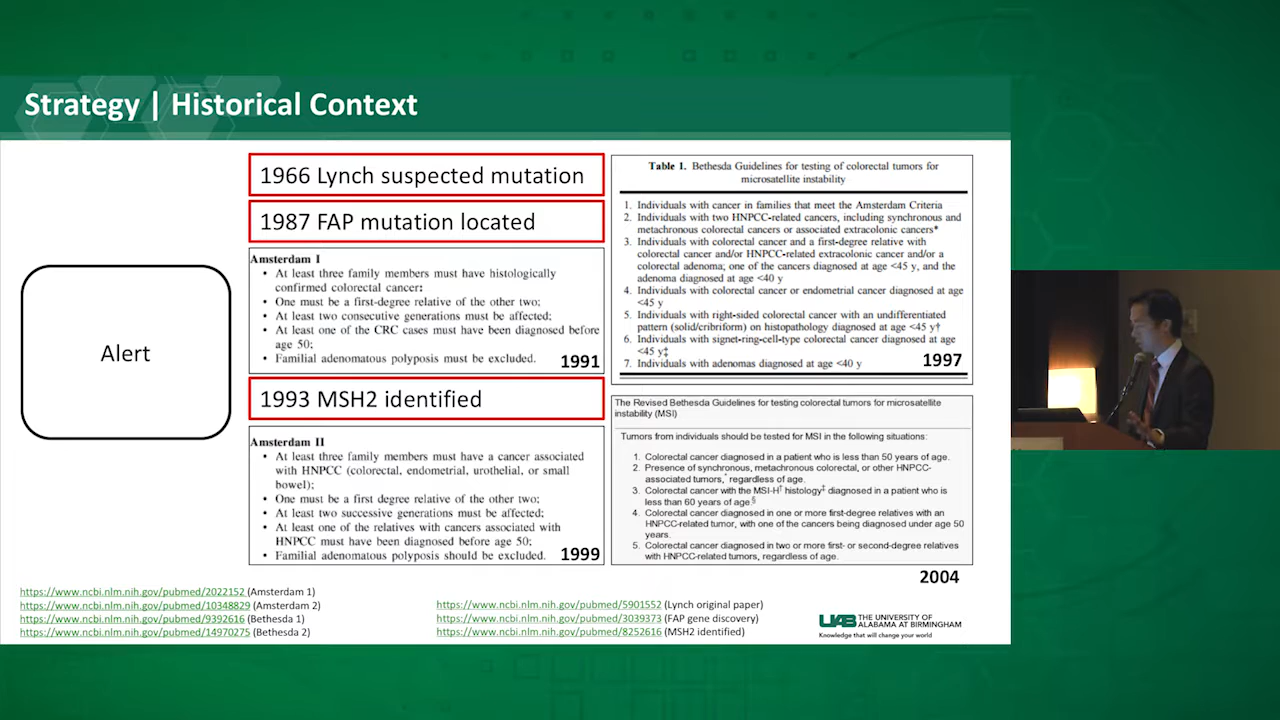 Strategy | Historical Context
Alert
1966 Lynch suspected mutation
1987 FAP mutation located
Amsterdam I
• At least three family members must have histologically
confirmed colorectal cancer:
• One must be a first-degree relative of the other two;
• At least two consecutive generations must be affected;
• At least one of the CRC cases must have been diagnosed before
age 50;
• Familial adenomatous polyposis must be excluded.
1991
1993 MSH2 identified
Amsterdam II
• At least three family members must have a cancer associated
with HNPCC (colorectal, endometrial, urothelial, or small
bowel);
• One must be a first degree relative of the other two;
• At least two successive generations must be affected;
• At least one of the relatives with cancers associated with
HNPCC must have been diagnosed before age 50;
• Familial adenomatous polyposis should be excluded.
1999
Table 1. Bethesda Guidelines for testing of colorectal tumors for
microsatellite instability
1. Individuals with cancer in families that meet the Amsterdam Criteria
2. Individuals with two HNPCC-related cancers, including synchronous and
metachronous colorectal cancers or associated extracolonic cancers*
3. Individuals with colorectal cancer and a first-degree relative with
colorectal cancer and/or HNPCC-related extracolonic cancer and/or a
colorectal adenoma; one of the cancers diagnosed at age <45 y, and the
adenoma diagnosed at age <40 y
4. Individuals with colorectal cancer or endometrial cancer diagnosed at age
<45 y
5. Individuals with right-sided colorectal cancer with an undifferentiated
pattern (solid/cribriform) on histopathology diagnosed at age <45 y†
6. Individuals with signet-ring-cell-type colorectal cancer diagnosed at age
<45 y‡
7. Individuals with adenomas diagnosed at age <40 y
1997
The Revised Bethesda Guidelines for testing colorectal tumors for microsatellite
instability (MSI)
Tumors from individuals should be tested for MSI in the following situations:
1. Colorectal cancer diagnosed in a patient who is less than 50 years of age.
2. Presence of synchronous, metachronous colorectal, or other HNPCC-
associated tumors,* regardless of age.
3. Colorectal cancer with the MSI-H† histology‡ diagnosed in a patient who is
less than 60 years of age.§
4. Colorectal cancer diagnosed in one or more first-degree relatives with an
HNPCC-related tumor, with one of the cancers being diagnosed under age 50
years.
5. Colorectal cancer diagnosed in two or more first- or second-degree relatives
with HNPCC-related tumors, regardless of age.
2004
https://www.ncbi.nlm.nih.gov/pubmed/2022152 (Amsterdam 1)
https://www.ncbi.nlm.nih.gov/pubmed/10348829 (Amsterdam 2)
https://www.ncbi.nlm.nih.gov/pubmed/9392616 (Bethesda 1)
https://www.ncbi.nlm.nih.gov/pubmed/14970275 (Bethesda 2)
https://www.ncbi.nlm.nih.gov/pubmed/5901552 (Lynch original paper)
https://www.ncbi.nlm.nih.gov/pubmed/3039373 (FAP gene discovery)
https://www.ncbi.nlm.nih.gov/pubmed/8252616 (MSH2 identified)
UAB THE UNIVERSITY OF
ALABAMA AT BIRMINGHAM
Knowledge that will change your world